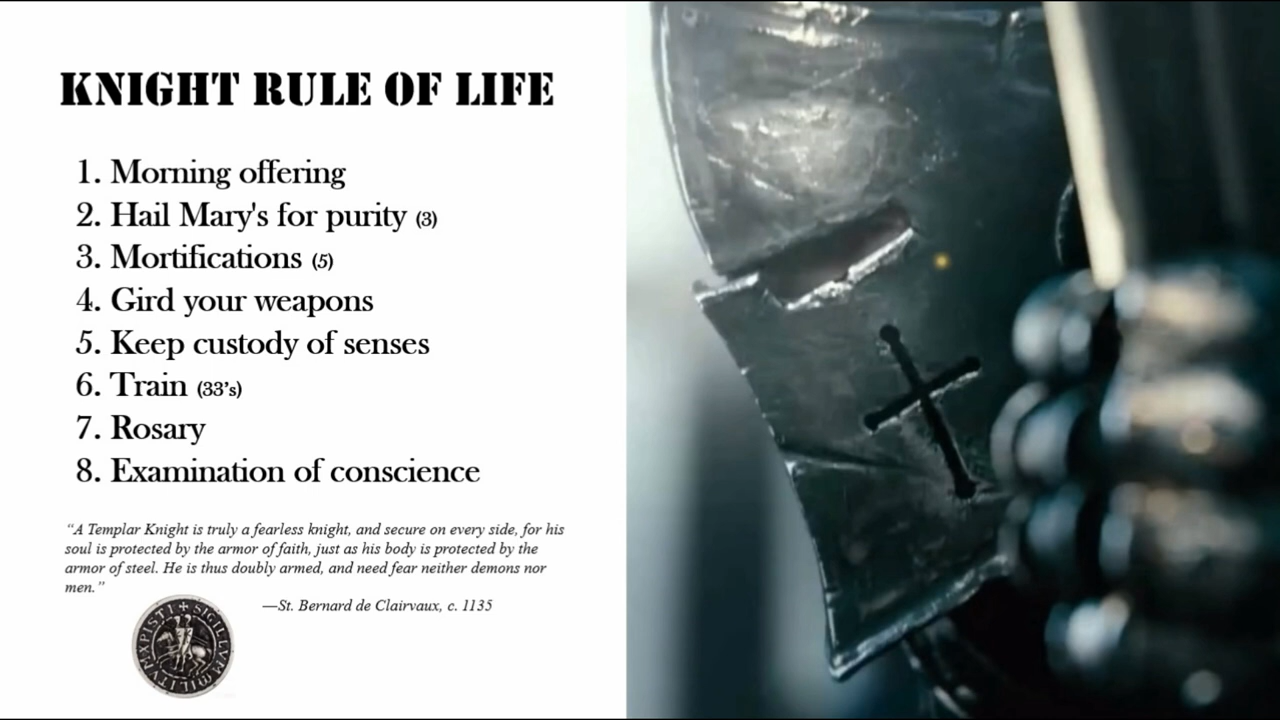 KNIGHT RULE OF LIFE
1. Morning offering
2. Hail Mary's for purity (3)
3. Mortifications (5)
4. Gird your weapons
5. Keep custody of senses
6. Train (33’s)
7. Rosary
8. Examination of conscience
“A Templar Knight is truly a fearless knight, and secure on every side, for his
soul is protected by the armor of faith, just as his body is protected by the
armor of steel. He is thus doubly armed, and need fear neither demons nor
men.”
—St. Bernard de Clairvaux, c. 1135
SIGILLVM MILITVM XPISTI